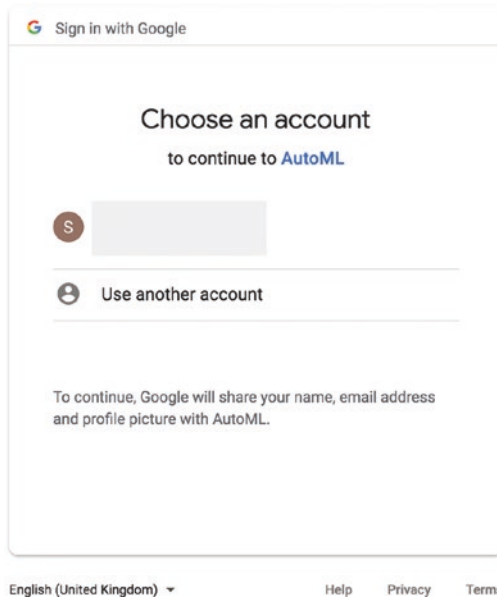 Sign in with Google
Choose an account
to continue to AutoML
S
Use another account
To continue, Google will share your name, email address
and profile picture with AutoML.
English (United Kingdom)
Help Privacy Term